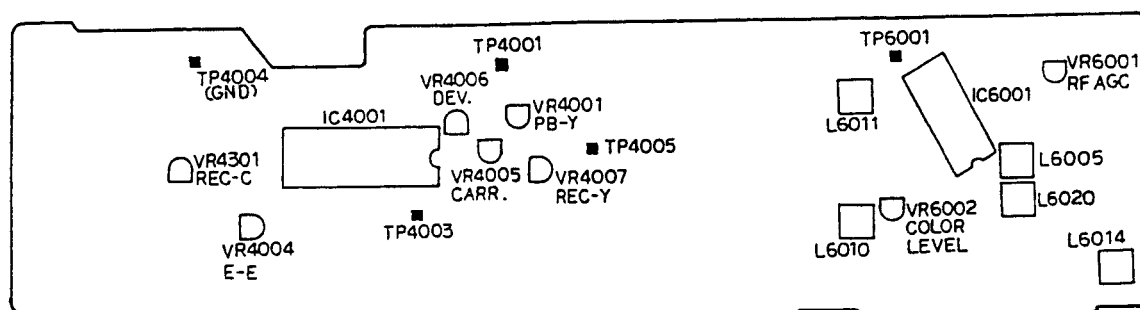 TP4004
(GND)
IC4001
VR4006
DEV.
TP4001
VR4001
PB-Y
TP4005
VR4301
REC-C
VR4005
CARR.
VR4007
REC-Y
TP4003
VR4004
E-E
TP6001
VR6001
RF AGC
IC6001
L6011
L6005
L6020
VR6002
COLOR
LEVEL
L6010
L6014